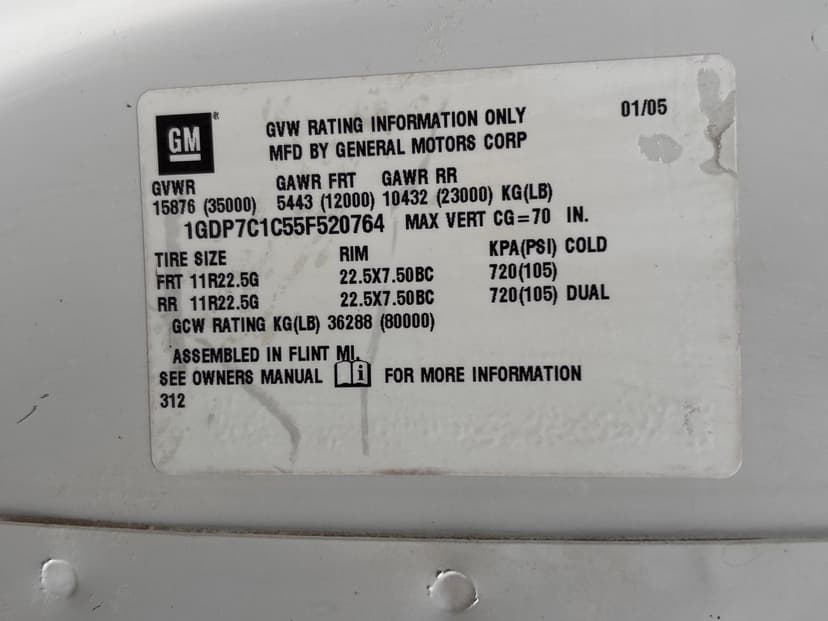 GM ®
GVW RATING INFORMATION ONLY 01/05
MFD BY GENERAL MOTORS CORP
GVWR GAWR FRT GAWR RR
15876 (35000) 5443 (12000) 10432 (23000) KG(LB)
1GDP7C1C55F520764 MAX VERT CG=70 IN.
TIRE SIZE RIM KPA(PSI) COLD
FRT 11R22.5G 22.5X7.50BC 720(105)
RR 11R22.5G 22.5X7.50BC 720(105) DUAL
GCW RATING KG(LB) 36288 (80000)
ASSEMBLED IN FLINT MI.
SEE OWNERS MANUAL i FOR MORE INFORMATION
312